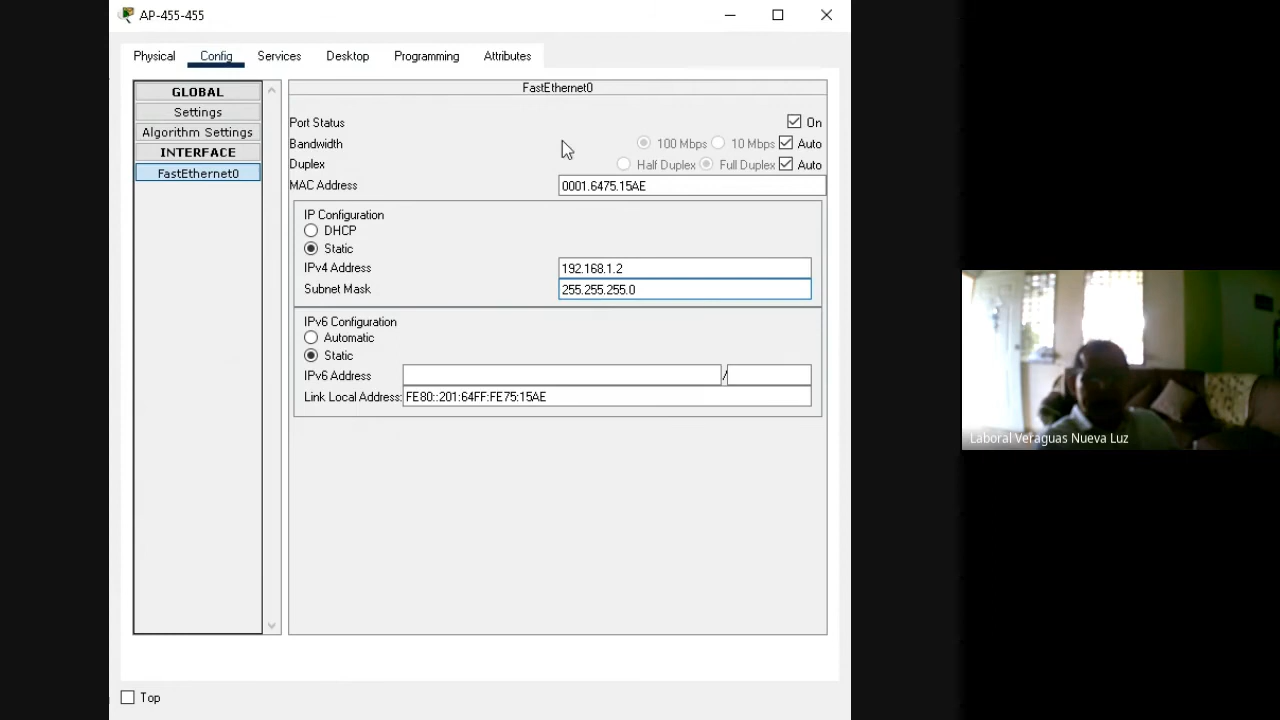 AP-455-455
Physical Config Services Desktop Programming Attributes
GLOBAL
Settings
Algorithm Settings
INTERFACE
FastEthernet0
FastEthernet0
Port Status On
Bandwidth 100 Mbps 10 Mbps Auto
Duplex Half Duplex Full Duplex Auto
MAC Address 0001.6475.15AE
IP Configuration
DHCP
Static
IPv4 Address 192.168.1.2
Subnet Mask 255.255.255.0
IPv6 Configuration
Automatic
Static
IPv6 Address /
Link Local Address: FE80::201:64FF:FE75:15AE
Top
Laboral Veraguas Nueva Luz